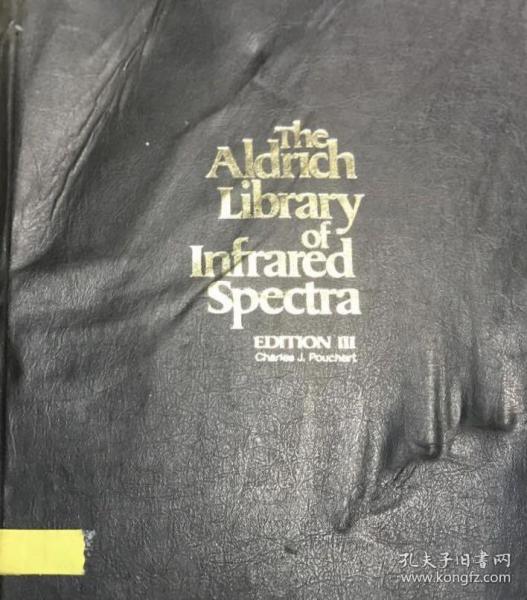 The
Aldrich
Library
of
Infrared
Spectra
EDITION III
Charles J. Pouchert
孔夫子旧书网
www.kongfz.com